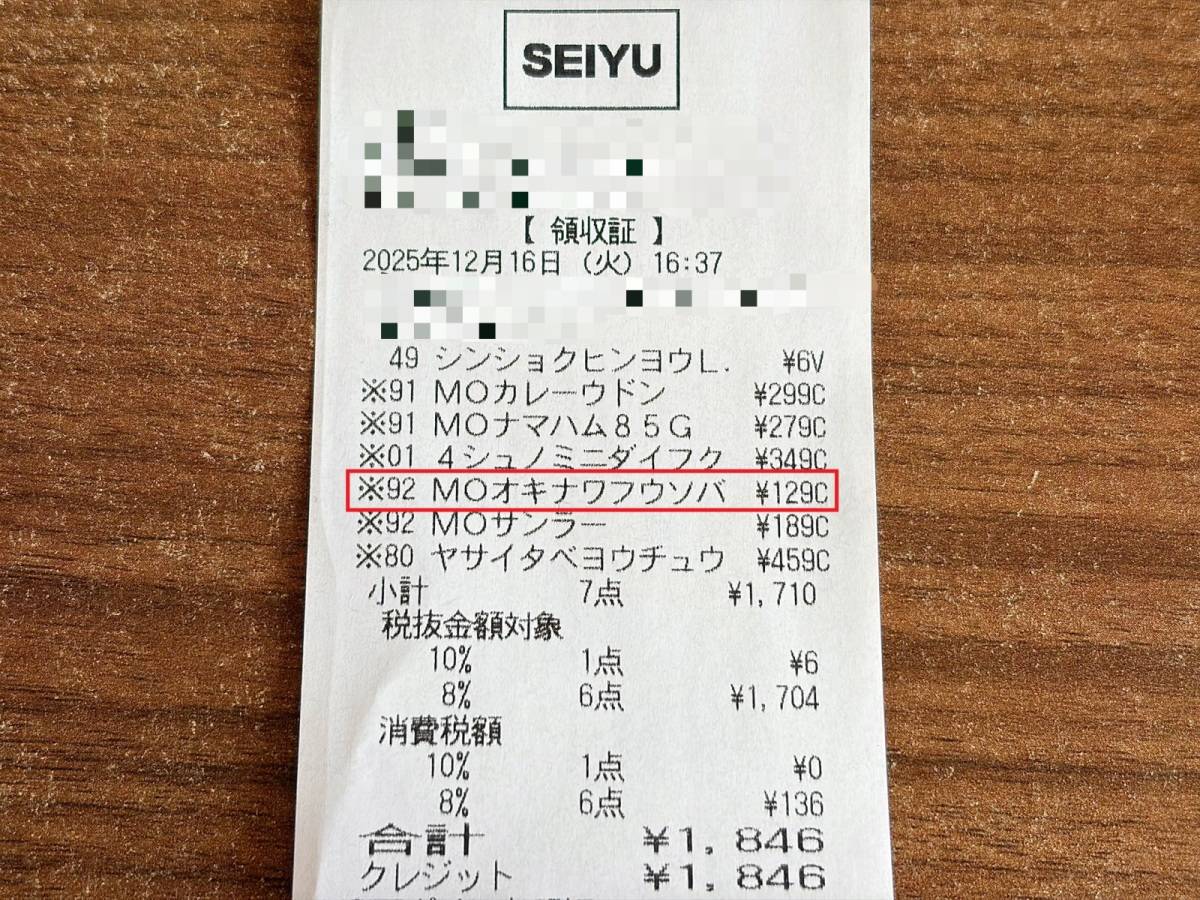 SEIYU
【 領収証 】
2025年12月16日 (火) 16:37
49 シンショクヒンヨウL. ¥6V
※91 MOカレーウドン ¥299C
※91 MOナマハム85G ¥279C
※01 4シュノミニダイフク ¥349C
※92 MOオキナワフウソバ ¥129C
※92 MOサンラー ¥189C
※80 ヤサイタベヨウチュウ ¥459C
小計 7点 ¥1,710
税抜金額対象
10% 1点 ¥6
8% 6点 ¥1,704
消費税額
10% 1点 ¥0
8% 6点 ¥136
合計 ¥1,846
クレジット ¥1,846